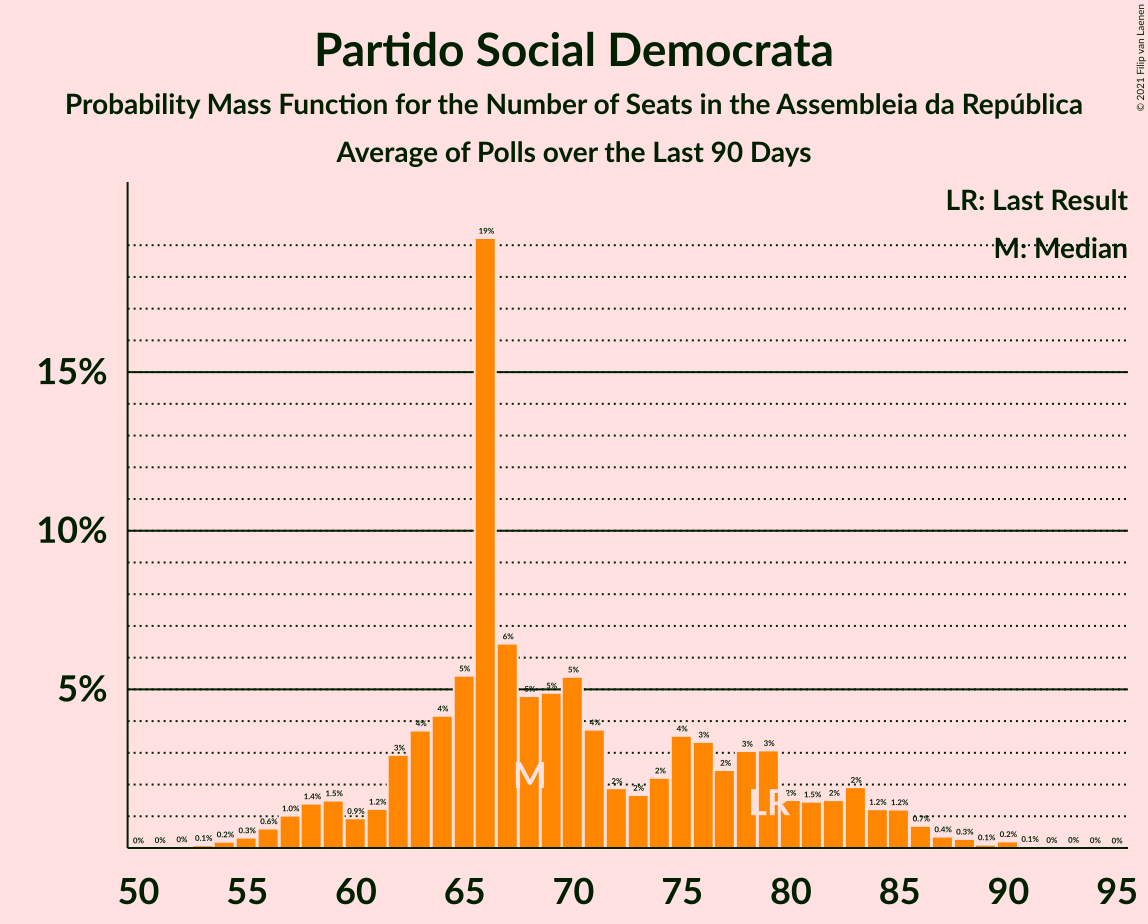 Partido Social Democrata
Probability Mass Function for the Number of Seats in the Assembleia da República
Average of Polls over the Last 90 Days
© 2021 Filip van Laenen
LR: Last Result
M: Median
15%
10%
5%
0% 0% 0% 0.1% 0.2% 0.3% 0.6% 1.0% 1.4% 1.5% 0.9% 1.2% 3% 4% 4% 5% 19% 6% 5% 5% 5% 4% 2% 2% 2% 4% 3% 2% 3% 3% 2% 1.5% 2% 2% 1.2% 1.2% 0.7% 0.4% 0.3% 0.1% 0.2% 0.1% 0% 0% 0% 0%
M
LR
50 55 60 65 70 75 80 85 90 95